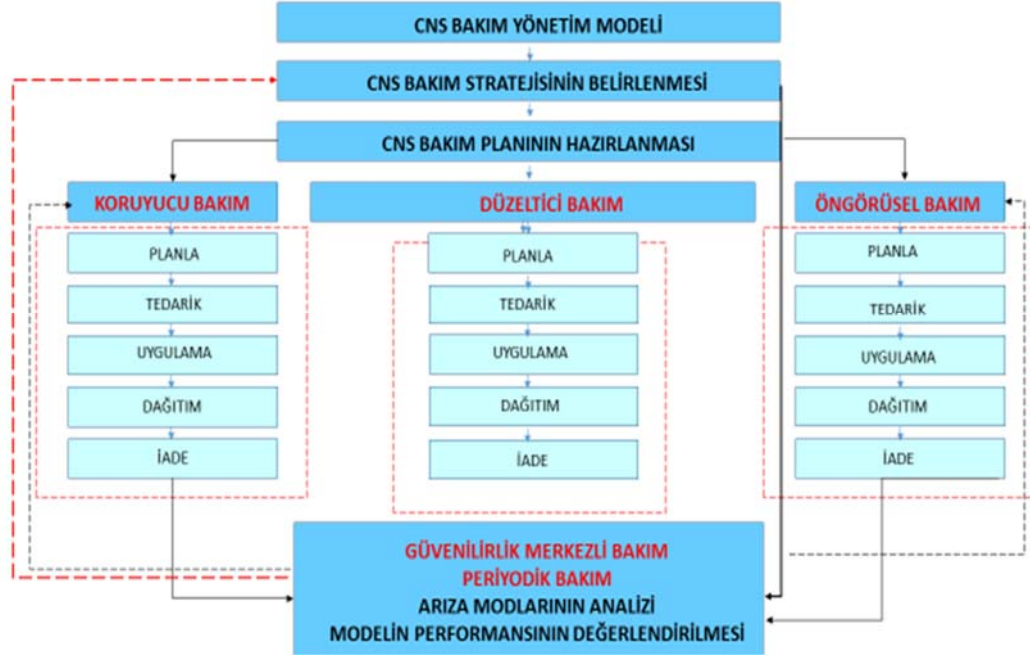 CNS BAKIM YÖNETİM MODELİ
CNS BAKIM STRATEJİSİNİN BELİRLENMESİ
CNS BAKIM PLANININ HAZIRLANMASI
KORUYUCU BAKIM
PLANLA
TEDARİK
UYGULAMA
DAĞITIM
İADE
DÜZELTİCİ BAKIM
PLANLA
TEDARİK
UYGULAMA
DAĞITIM
İADE
ÖNGÖRÜSEL BAKIM
PLANLA
TEDARİK
UYGULAMA
DAĞITIM
İADE
GÜVENİLİRLİK MERKEZLİ BAKIM
PERİYODİK BAKIM
ARIZA MODLARININ ANALİZİ
MODELİN PERFORMANSININ DEĞERLENDİRİLMESİ